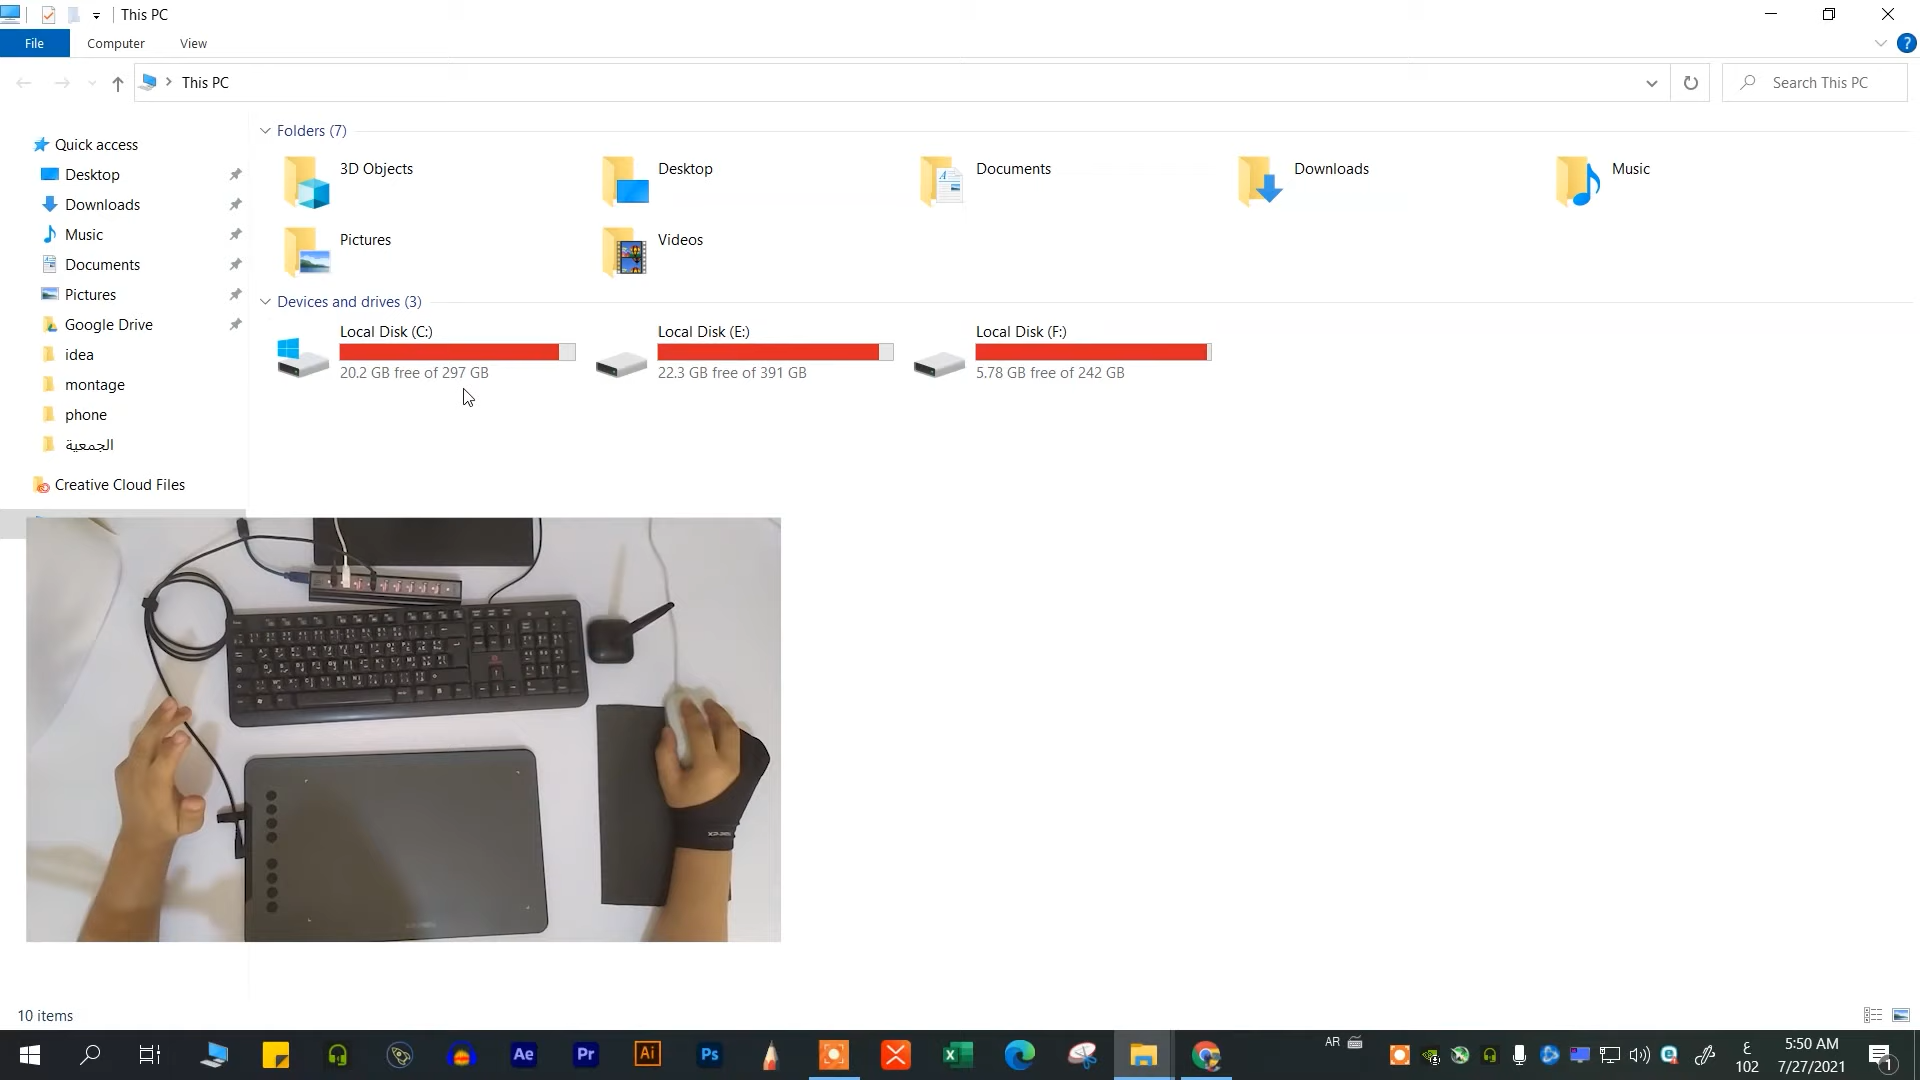 This PC
File Computer View
This PC
Search This PC
Quick access
Desktop
Downloads
Music
Documents
Pictures
Google Drive
idea
montage
phone
الجمعية
Creative Cloud Files
Folders (7)
3D Objects
Desktop
Documents
Downloads
Music
Pictures
Videos
Devices and drives (3)
Local Disk (C:)
20.2 GB free of 297 GB
Local Disk (E:)
22.3 GB free of 391 GB
Local Disk (F:)
5.78 GB free of 242 GB
10 items
Ae Pr Ai Ps
AR
ع
102
5:50 AM
7/27/2021
1